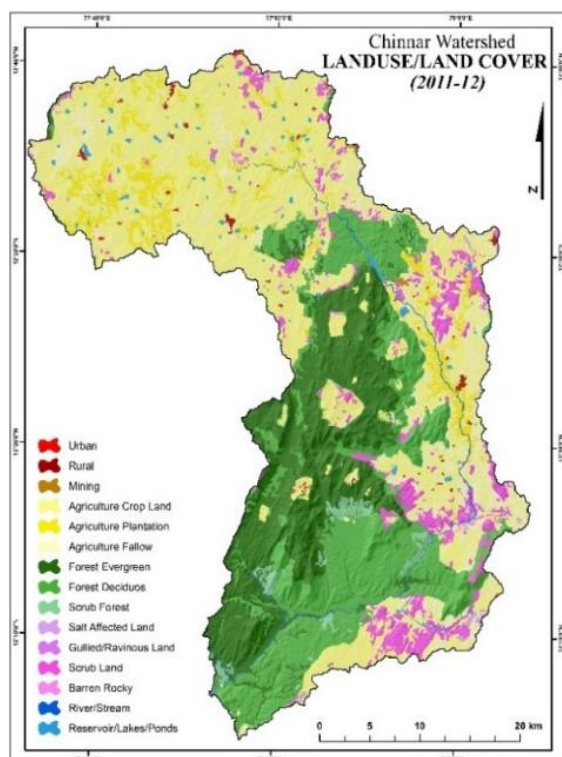 Chinnar Watershed
LANDUSE/LAND COVER
(2011-12)
N
Urban
Rural
Mining
Agriculture Crop Land
Agriculture Plantation
Agriculture Fallow
Forest Evergreen
Forest Deciduos
Scrub Forest
Salt Affected Land
Gullied/Ravinous Land
Scrub Land
Barren Rocky
River/Stream
Reservoir/Lakes/Ponds
0 5 10 20 km